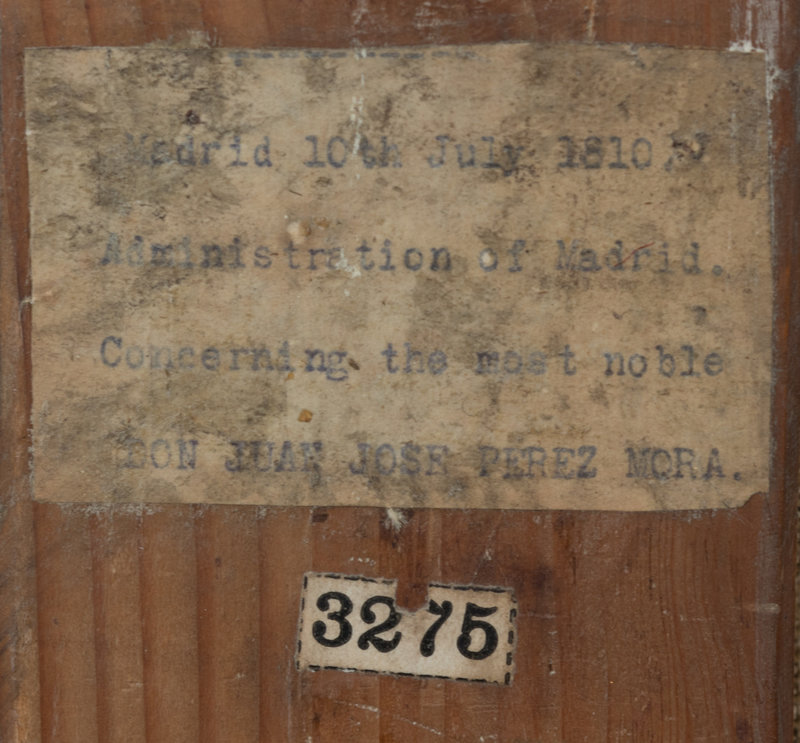 Madrid 10th July 1810.
Administration of Madrid.
Concerning the most noble
DON JUAN JOSE PEREZ MORA.
3275